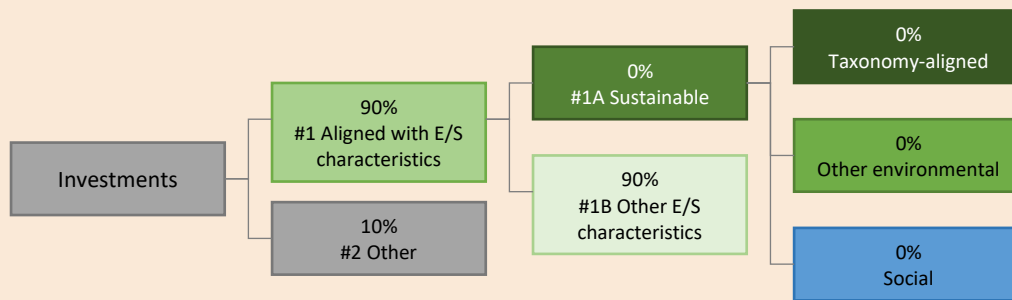 Investments
90%
#1 Aligned with E/S
characteristics
10%
#2 Other
0%
#1A Sustainable
90%
#1B Other E/S
characteristics
0%
Taxonomy-aligned
0%
Other environmental
0%
Social